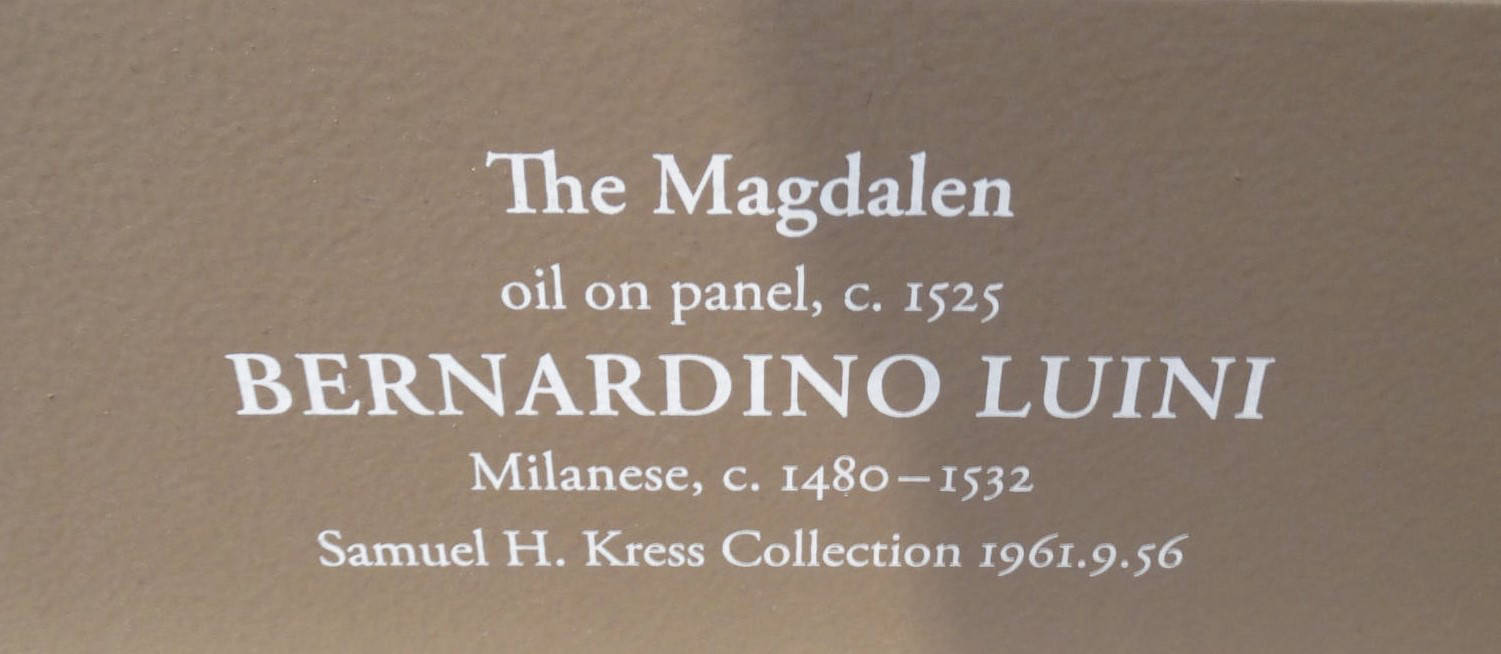 The Magdalen
oil on panel, c. 1525
BERNARDINO LUINI
Milanese, c. 1480–1532
Samuel H. Kress Collection 1961.9.56